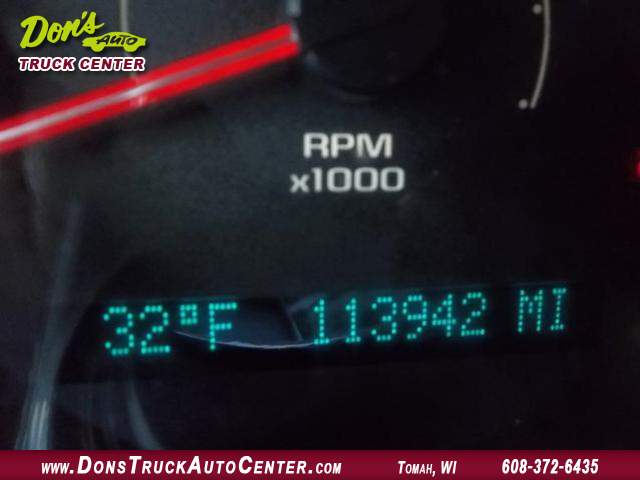 Don's
AUTO
TRUCK CENTER
RPM
x1000
32°F 113942 MI
www.DonsTruckAutoCenter.com Tomah, WI 608-372-6435